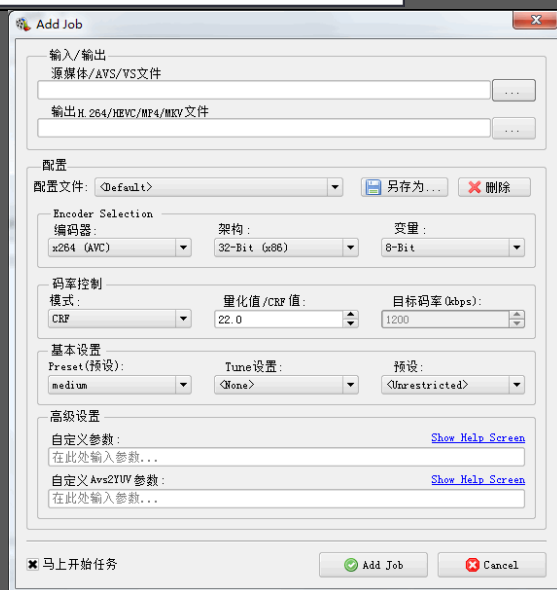 Add Job
输入/输出
源媒体/AVS/VS文件
...
输出H.264/HEVC/MP4/MKV文件
...
配置
配置文件: <Default> 另存为... 删除
Encoder Selection
编码器: 架构: 变量:
x264 (AVC) 32-Bit (x86) 8-Bit
码率控制
模式: 量化值/CRF值: 目标码率(kbps):
CRF 22.0 1200
基本设置
Preset(预设): Tune设置: 预设:
medium <None> <Unrestricted>
高级设置
自定义参数: Show Help Screen
在此处输入参数...
自定义Avs2YUV参数: Show Help Screen
在此处输入参数...
马上开始任务 Add Job Cancel